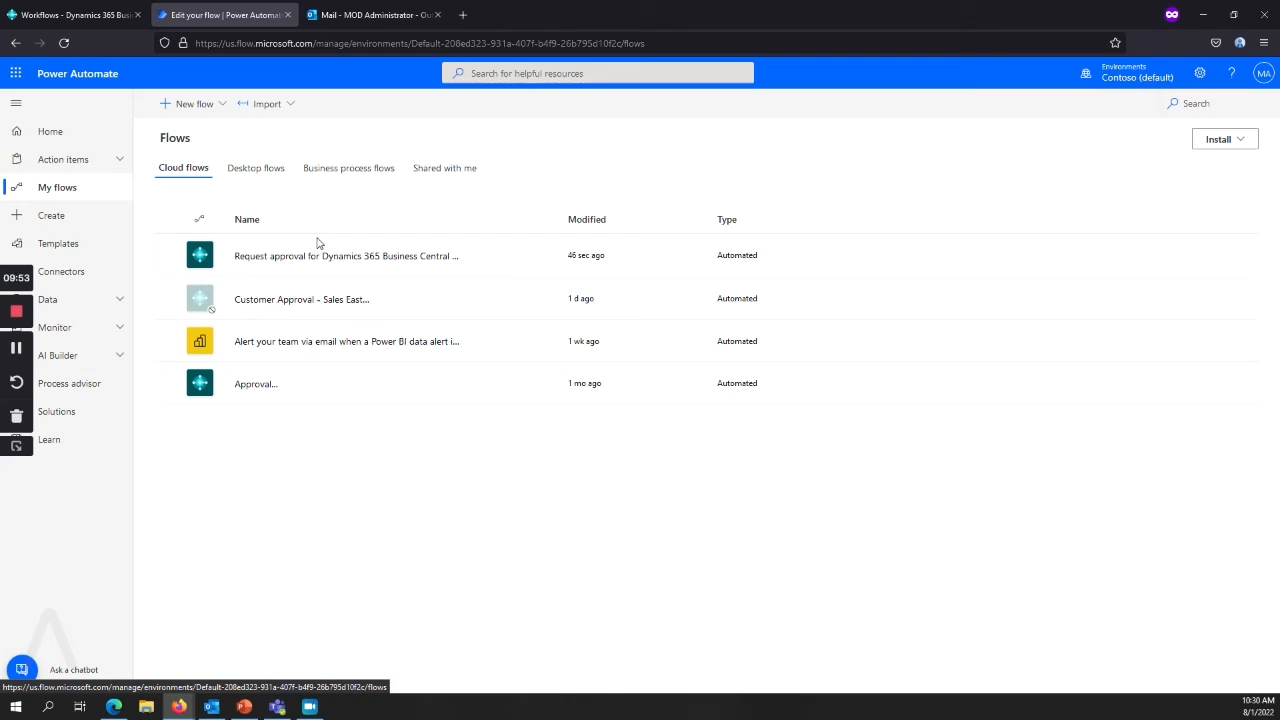 Workflows - Dynamics 365 Busi
Edit your flow | Power Automat
Mail - MOD Administrator - Out
https://us.flow.microsoft.com/manage/environments/Default-208ed323-931a-407f-b4f9-26b795d10f2c/flows
Power Automate
Search for helpful resources
Environments
Contoso (default)
MA
New flow
Import
Search
Home
Action items
My flows
Create
Templates
Connectors
Data
Monitor
AI Builder
Process advisor
Solutions
Learn
09:53
Flows
Install
Cloud flows
Desktop flows
Business process flows
Shared with me
Name Modified Type
Request approval for Dynamics 365 Business Central ... 46 sec ago Automated
Customer Approval - Sales East... 1 d ago Automated
Alert your team via email when a Power BI data alert i... 1 wk ago Automated
Approval... 1 mo ago Automated
Ask a chatbot
https://us.flow.microsoft.com/manage/environments/Default-208ed323-931a-407f-b4f9-26b795d10f2c/flows
10:30 AM
8/1/2022